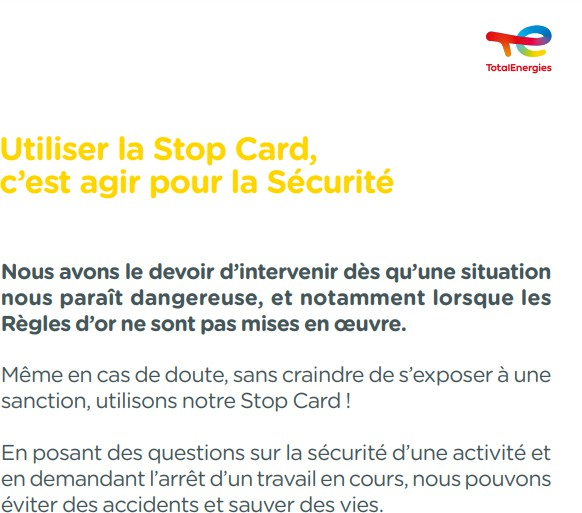 TotalEnergies
Utiliser la Stop Card,
c'est agir pour la Sécurité
Nous avons le devoir d'intervenir dès qu'une situation
nous paraît dangereuse, et notamment lorsque les
Règles d'or ne sont pas mises en œuvre.
Même en cas de doute, sans craindre de s'exposer à une
sanction, utilisons notre Stop Card !
En posant des questions sur la sécurité d'une activité et
en demandant l'arrêt d'un travail en cours, nous pouvons
éviter des accidents et sauver des vies.